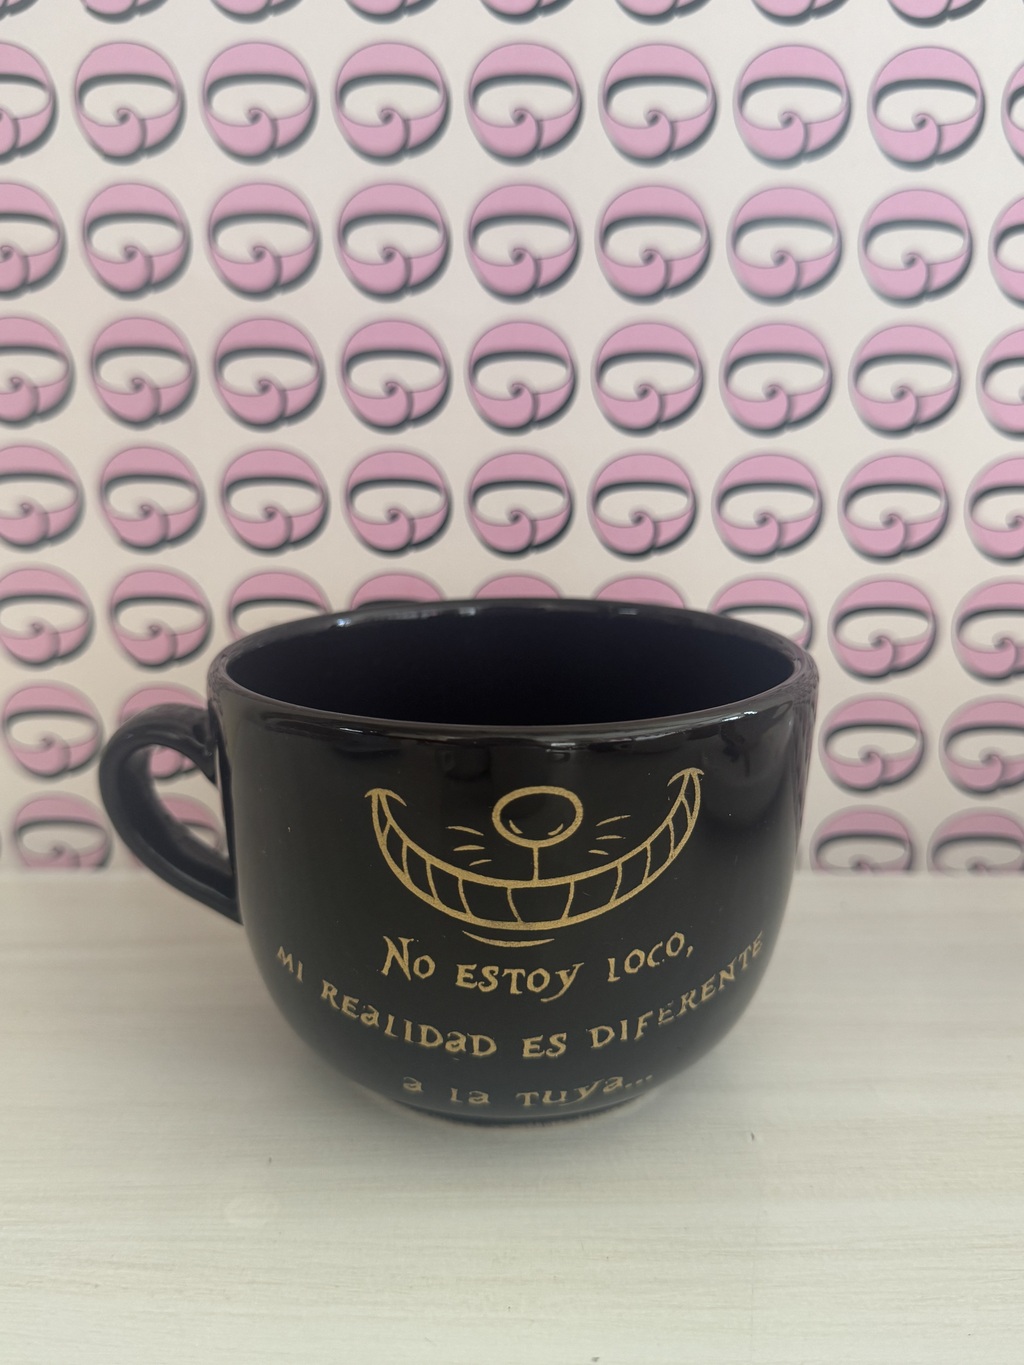 No ESTOY LOCO,
MI REALIDAD ES DIFERENTE
a La TUYa...